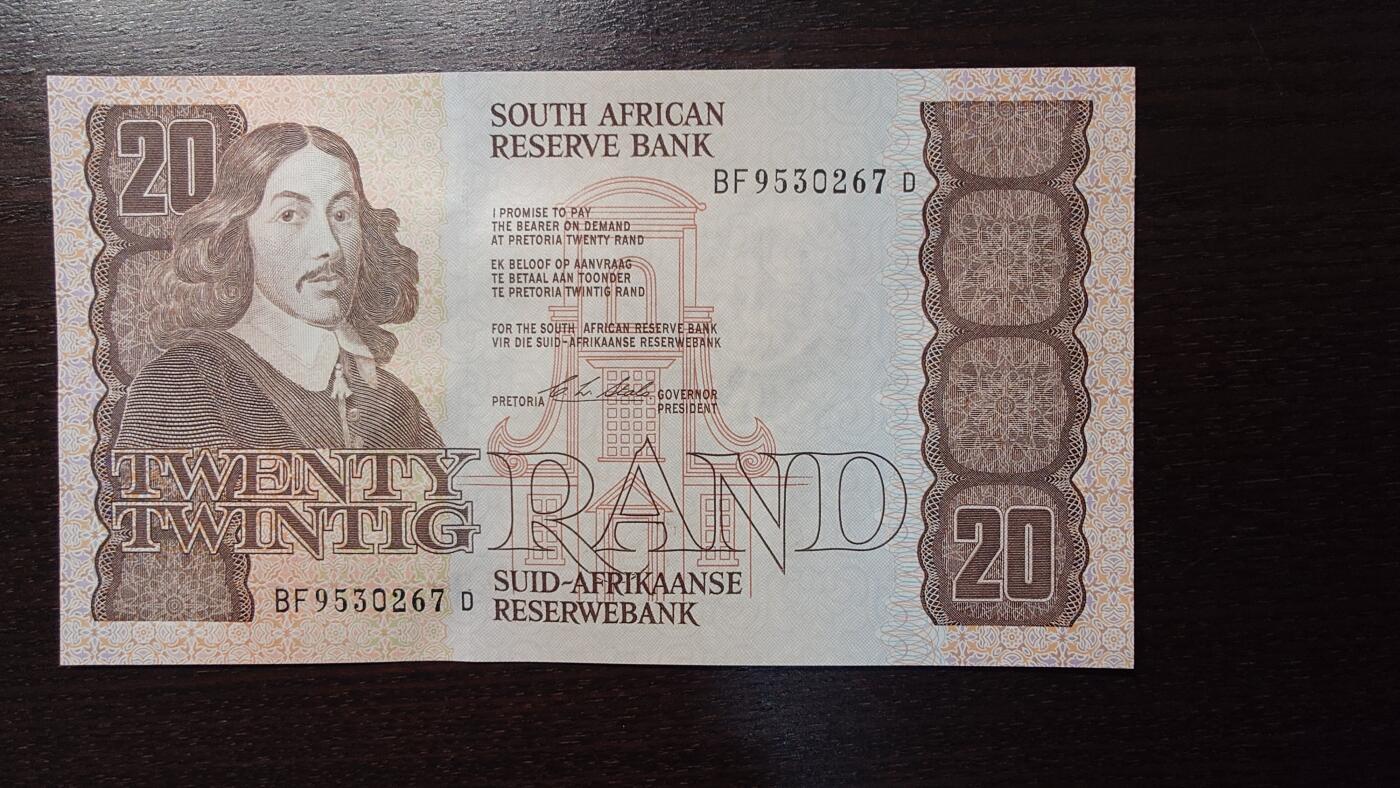 20
SOUTH AFRICAN
RESERVE BANK
BF9530267 D
I PROMISE TO PAY
THE BEARER ON DEMAND
AT PRETORIA TWENTY RAND
EK BELOOF OP AANVRAAG
TE BETAAL AAN TOONDER
TE PRETORIA TWINTIG RAND
FOR THE SOUTH AFRICAN RESERVE BANK
VIR DIE SUID-AFRIKAANSE RESERWEBANK
PRETORIA GOVERNOR
PRESIDENT
TWENTY
TWINTIG RAND
20
SUID-AFRIKAANSE
RESERWEBANK
BF9530267 D